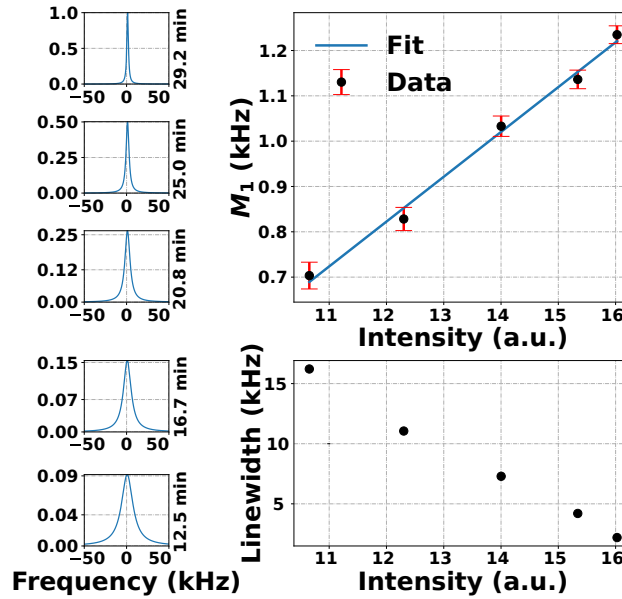 1.0
0.0
−50 0 50
29.2 min
0.50
0.25
0.00
−50 0 50
25.0 min
0.25
0.15
0.00
−50 0 50
20.8 min
0.15
0.10
0.05
0.00
−50 0 50
16.7 min
0.09
0.04
0.00
−50 0 50
12.5 min
Frequency (kHz)
Fit
Data
1.2
1.1
1.0
0.9
0.8
0.7
M₁ (kHz)
11 12 13 14 15 16
Intensity (a.u.)
15
10
5
Linewidth (kHz)
11 12 13 14 15 16
Intensity (a.u.)